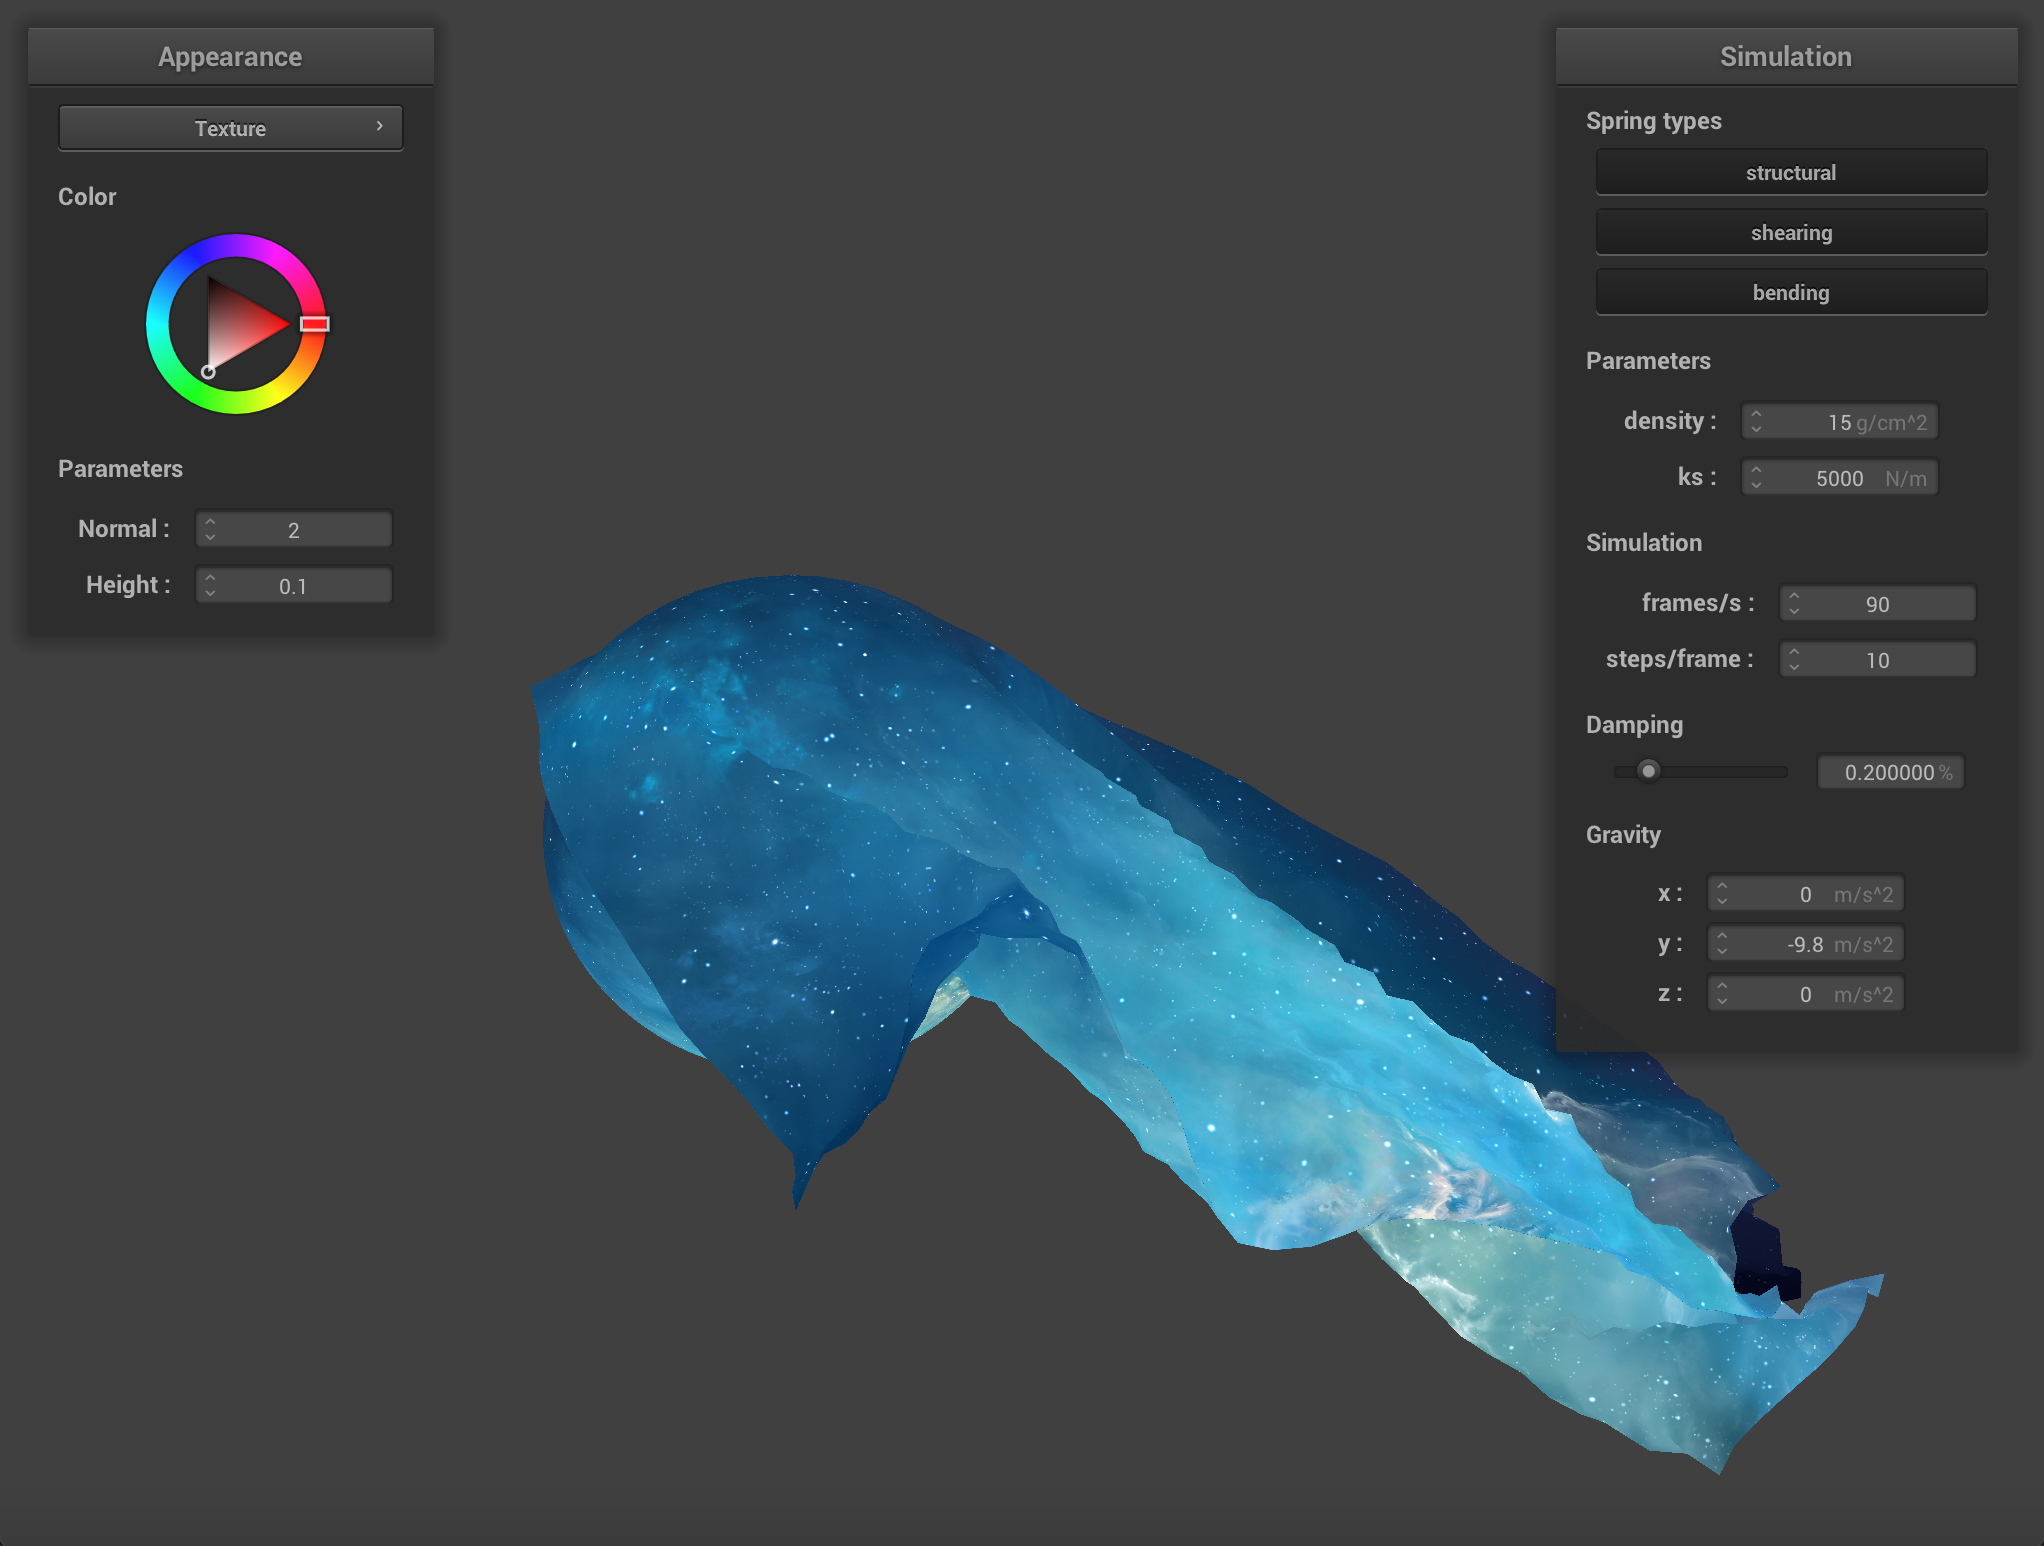 Appearance
Texture
Color
Parameters
Normal : 2
Height : 0.1
Simulation
Spring types
structural
shearing
bending
Parameters
density : 15 g/cm^2
ks : 5000 N/m
Simulation
frames/s : 90
steps/frame : 10
Damping
0.200000 %
Gravity
x : 0 m/s^2
y : -9.8 m/s^2
z : 0 m/s^2